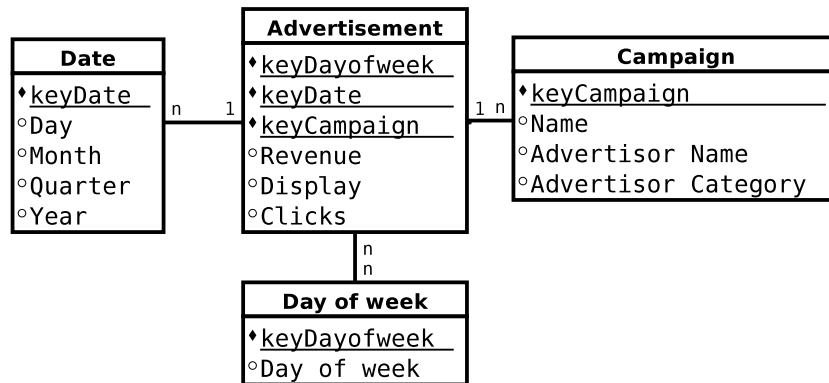 Date
keyDate
Day
Month
Quarter
Year
n
1
Advertisement
keyDayofweek
keyDate
keyCampaign
Revenue
Display
Clicks
1 n
Campaign
keyCampaign
Name
Advertisor Name
Advertisor Category
n
n
Day of week
keyDayofweek
Day of week